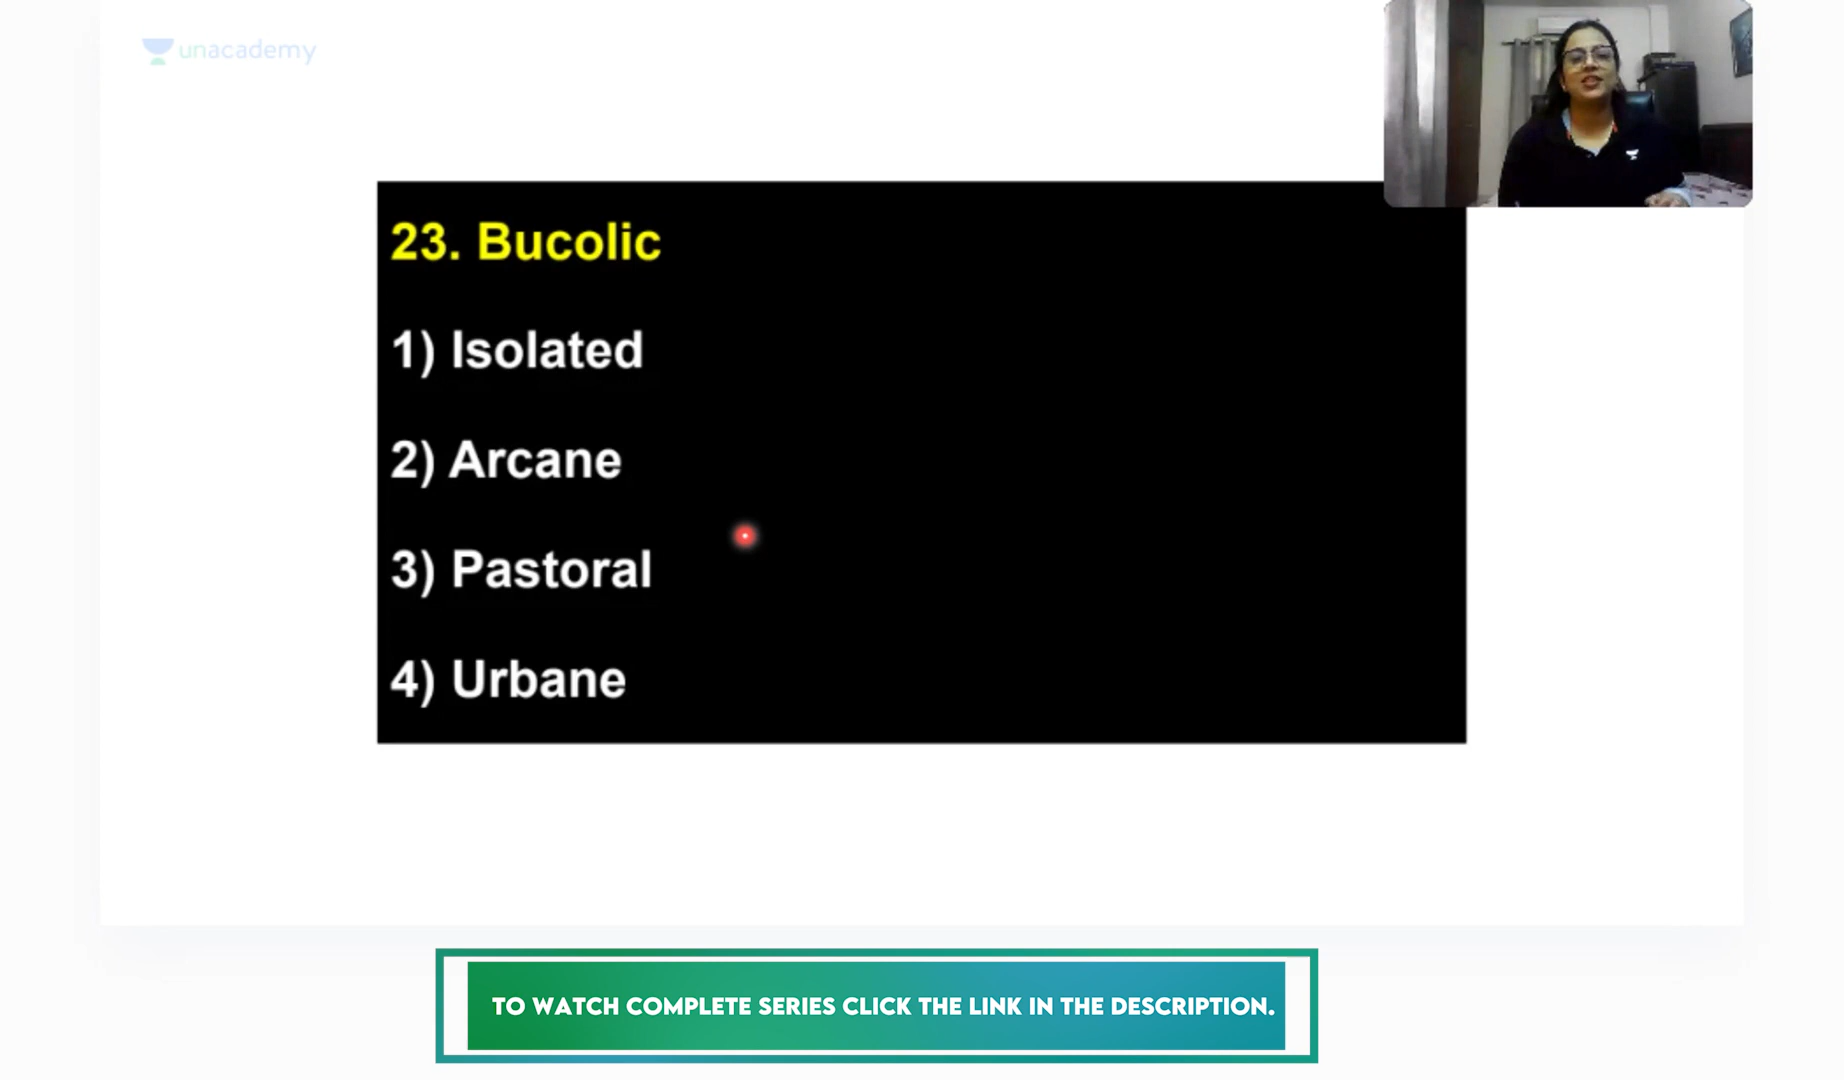 unacademy
23. Bucolic
1) Isolated
2) Arcane
3) Pastoral
4) Urbane
TO WATCH COMPLETE SERIES CLICK THE LINK IN THE DESCRIPTION.